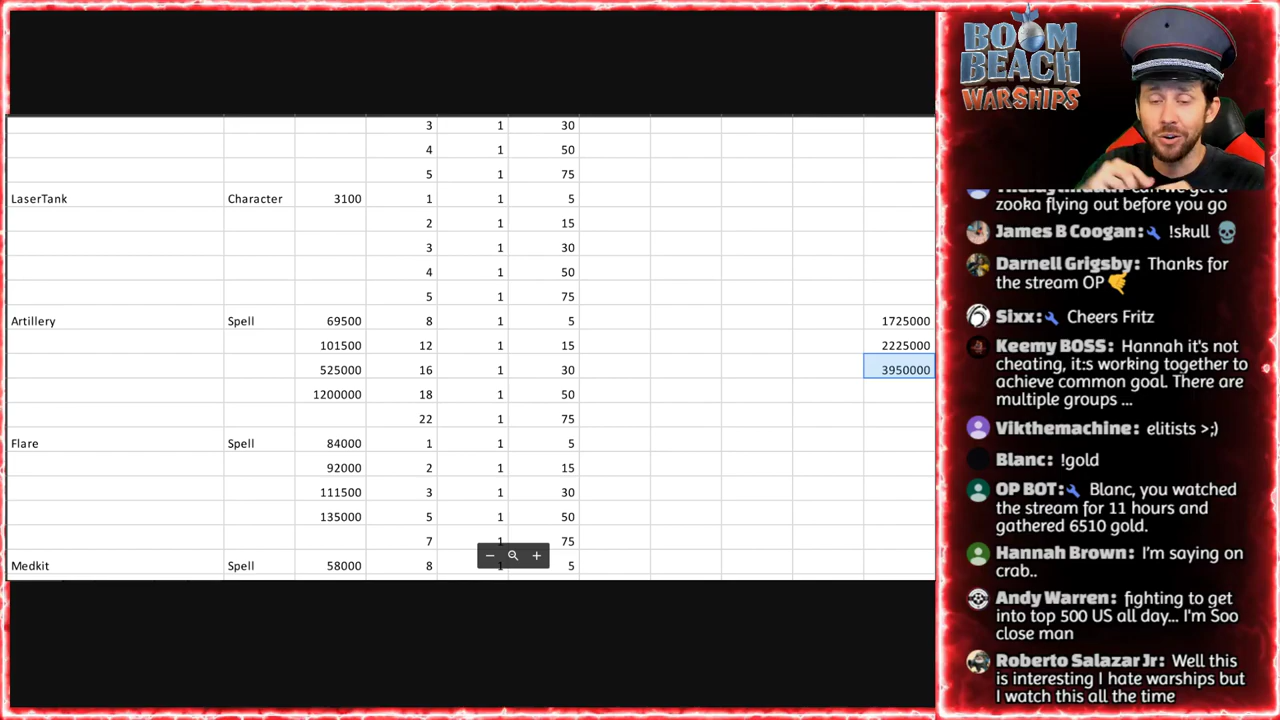 3 1 30
4 1 50
5 1 75
LaserTank Character 3100 1 1 5
2 1 15
3 1 30
4 1 50
5 1 75
Artillery Spell 69500 8 1 5 1725000
101500 12 1 15 2225000
525000 16 1 30 3950000
1200000 18 1 50
22 1 75
Flare Spell 84000 1 1 5
92000 2 1 15
111500 3 1 30
135000 5 1 50
7 1 75
Medkit Spell 58000 8 1 5
BOOM
BEACH
WARSHIPS
can we get a
zooka flying out before you go
James B Coogan: !skull 💀
Darnell Grigsby: Thanks for
the stream OP 🤙
Sixx: Cheers Fritz
Keemy BOSS: Hannah it's not
cheating, it:s working together to
achieve common goal. There are
multiple groups ...
Vikthemachine: elitists >;)
Blanc: !gold
OP BOT: Blanc, you watched
the stream for 11 hours and
gathered 6510 gold.
Hannah Brown: I'm saying on
crab..
Andy Warren: fighting to get
into top 500 US all day... I'm Soo
close man
Roberto Salazar Jr: Well this
is interesting I hate warships but
I watch this all the time